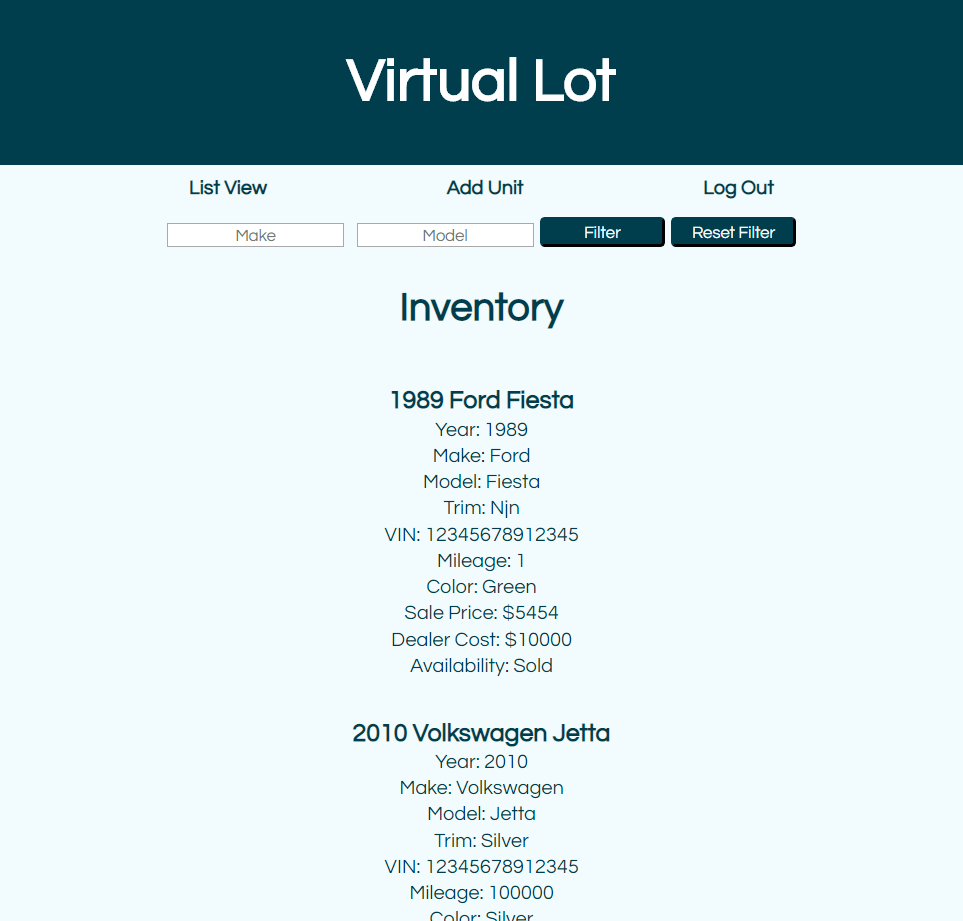 Virtual Lot
List View Add Unit Log Out
Make Model Filter Reset Filter
Inventory
1989 Ford Fiesta
Year: 1989
Make: Ford
Model: Fiesta
Trim: Njn
VIN: 12345678912345
Mileage: 1
Color: Green
Sale Price: $5454
Dealer Cost: $10000
Availability: Sold
2010 Volkswagen Jetta
Year: 2010
Make: Volkswagen
Model: Jetta
Trim: Silver
VIN: 12345678912345
Mileage: 100000
Color: Silver